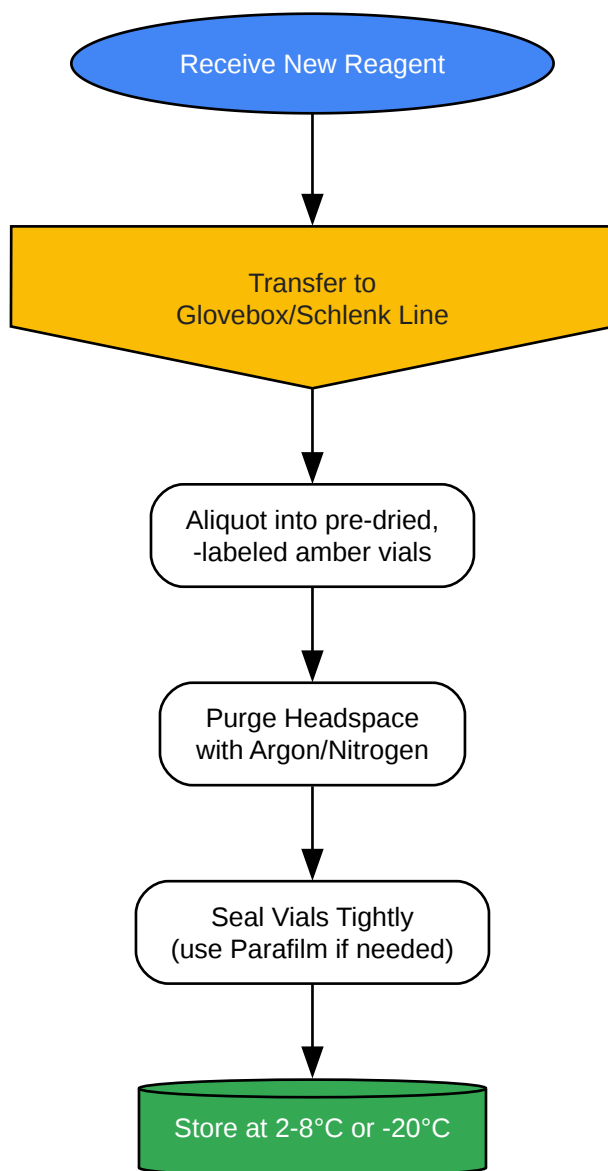 Receive New Reagent
Transfer to
Glovebox/Schlenk Line
Aliquot into pre-dried,
-labeled amber vials
Purge Headspace
with Argon/Nitrogen
Seal Vials Tightly
(use Parafilm if needed)
Store at 2-8°C or -20°C